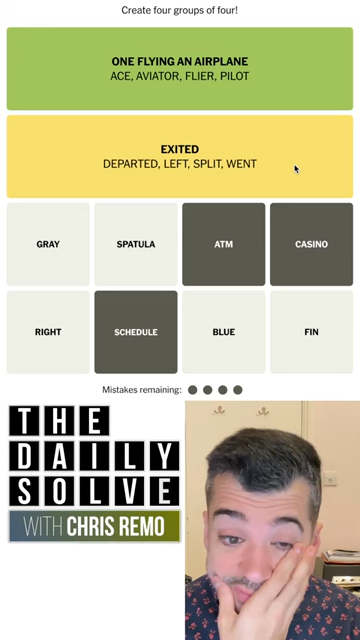 Create four groups of four!
ONE FLYING AN AIRPLANE
ACE, AVIATOR, FLIER, PILOT
EXITED
DEPARTED, LEFT, SPLIT, WENT
GRAY SPATULA ATM CASINO
RIGHT SCHEDULE BLUE FIN
Mistakes remaining:
THE
DAILY
SOLVE
WITH CHRIS REMO